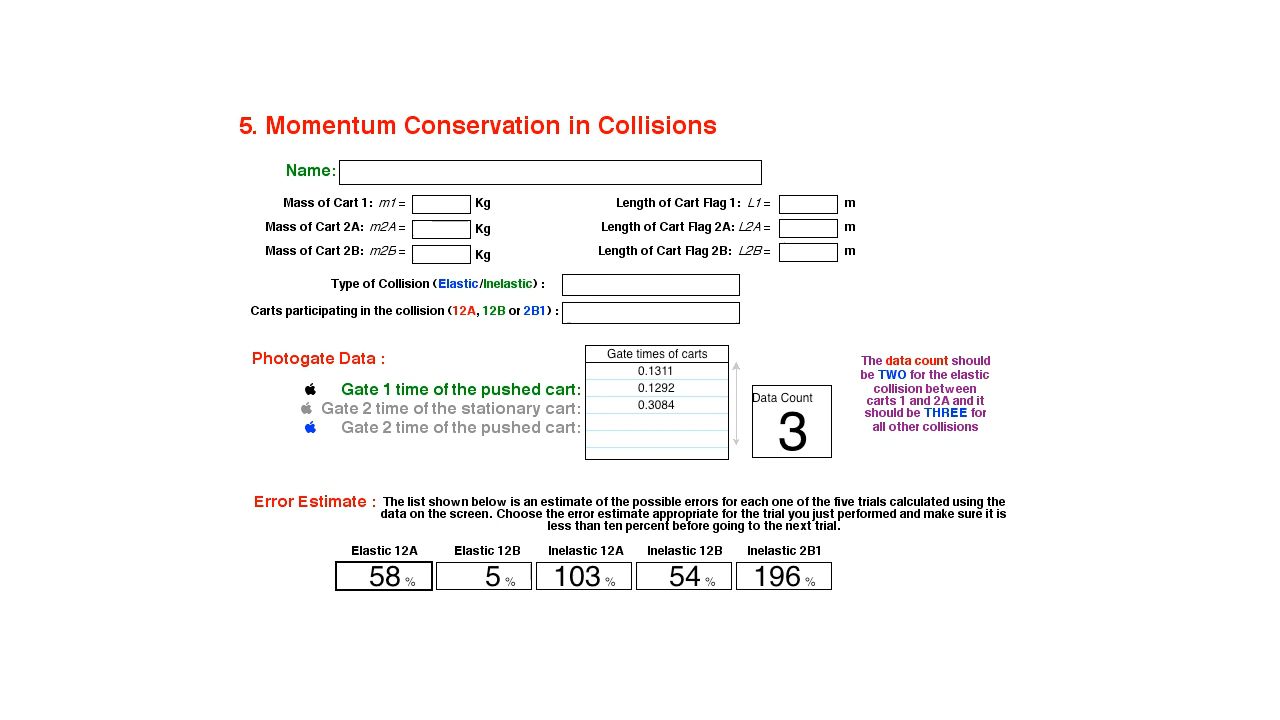 5. Momentum Conservation in Collisions
Name:
Mass of Cart 1: m1 = Kg Length of Cart Flag 1: L1 = m
Mass of Cart 2A: m2A = Kg Length of Cart Flag 2A: L2A = m
Mass of Cart 2B: m2B = Kg Length of Cart Flag 2B: L2B = m
Type of Collision (Elastic/Inelastic) :
Carts participating in the collision (12A, 12B or 2B1) :
Photogate Data :
Gate 1 time of the pushed cart:
Gate 2 time of the stationary cart:
Gate 2 time of the pushed cart:
Gate times of carts
0.1311
0.1292
0.3084
Data Count
3
The data count should
be TWO for the elastic
collision between
carts 1 and 2A and it
should be THREE for
all other collisions
Error Estimate : The list shown below is an estimate of the possible errors for each one of the five trials calculated using the
data on the screen. Choose the error estimate appropriate for the trial you just performed and make sure it is
less than ten percent before going to the next trial.
Elastic 12A Elastic 12B Inelastic 12A Inelastic 12B Inelastic 2B1
58 % 5 % 103 % 54 % 196 %